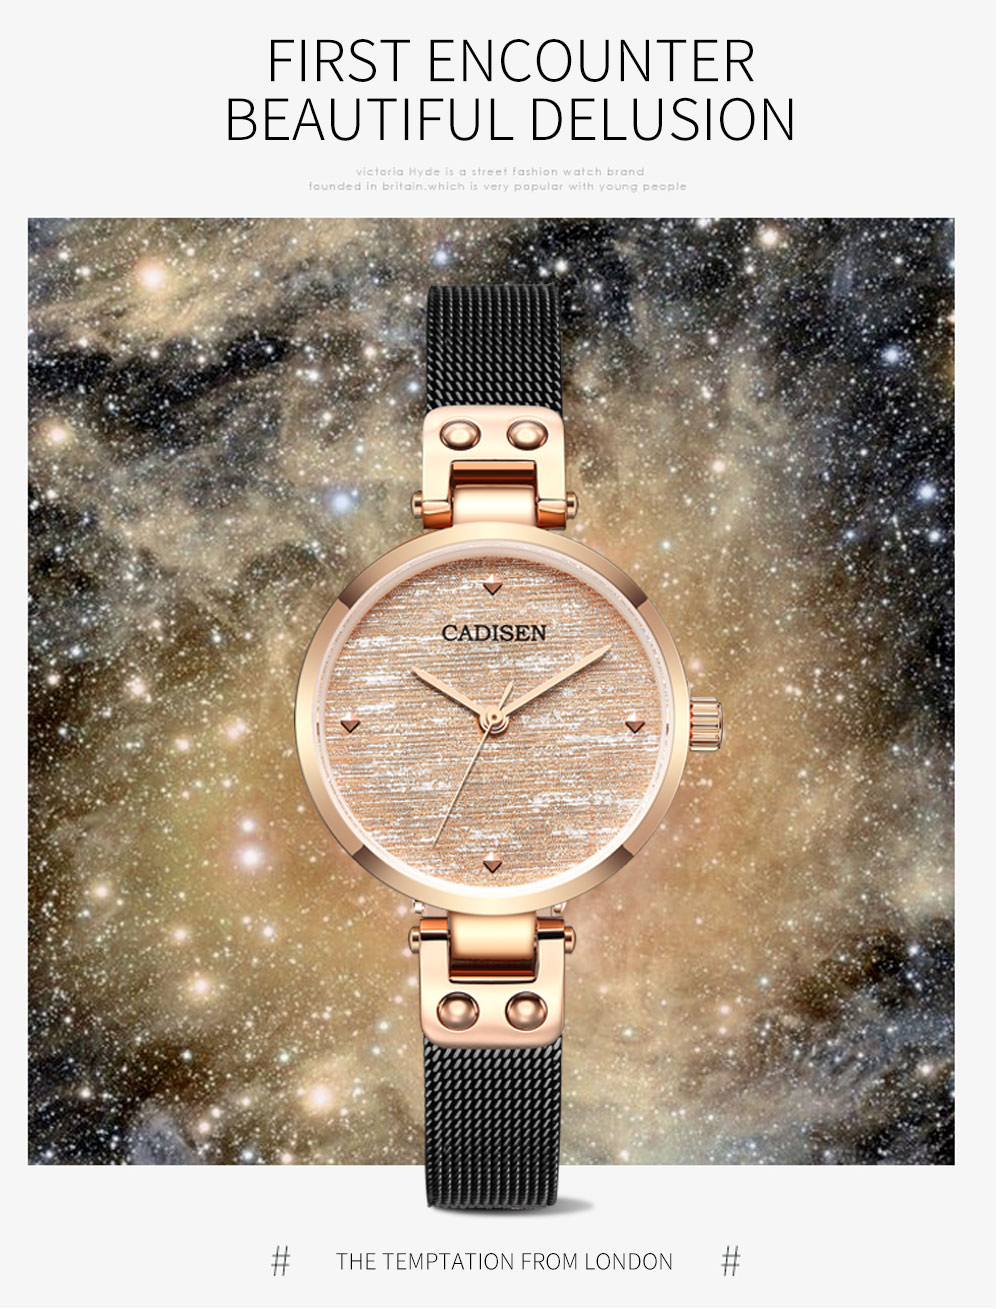 FIRST ENCOUNTER
BEAUTIFUL DELUSION
victoria Hyde is a street fashion watch brand
founded in britain.which is very popular with young people
CADISEN
# THE TEMPTATION FROM LONDON #